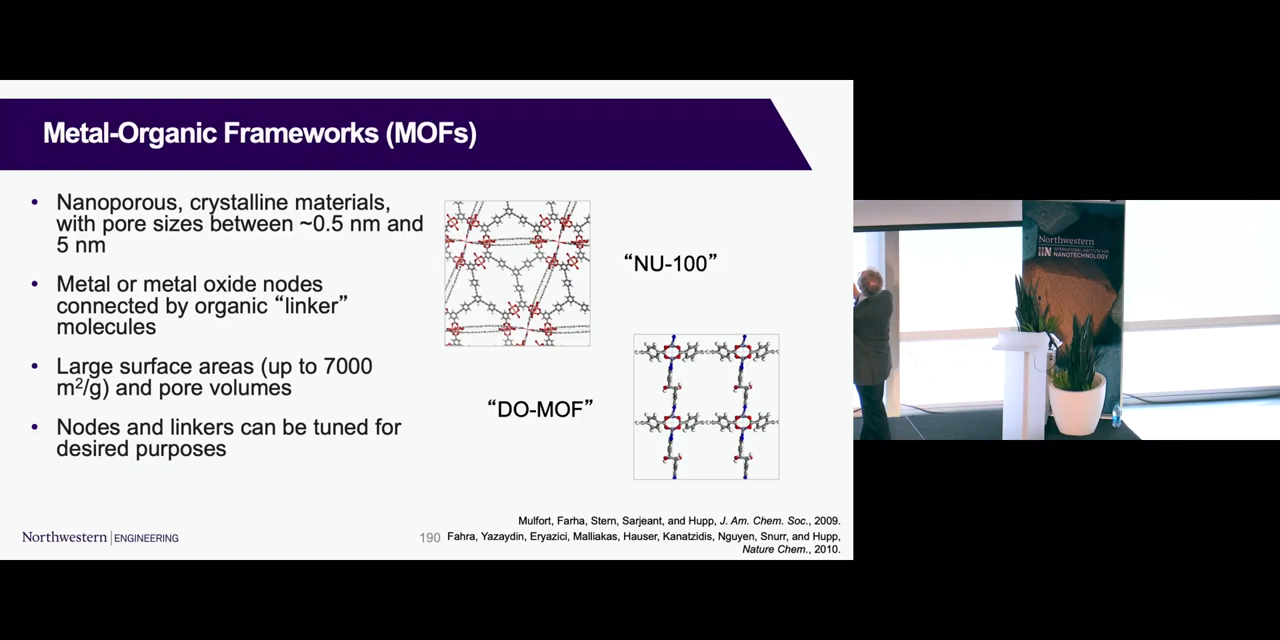 Metal-Organic Frameworks (MOFs)
• Nanoporous, crystalline materials,
with pore sizes between ~0.5 nm and
5 nm
• Metal or metal oxide nodes
connected by organic “linker”
molecules
• Large surface areas (up to 7000
m²/g) and pore volumes
• Nodes and linkers can be tuned for
desired purposes
“NU-100”
“DO-MOF”
Mulfort, Farha, Stern, Sarjeant, and Hupp, J. Am. Chem. Soc., 2009.
Fahra, Yazaydin, Eryazici, Malliakas, Hauser, Kanatzidis, Nguyen, Snurr, and Hupp,
Nature Chem., 2010.
Northwestern | ENGINEERING
190
Northwestern
INTERNATIONAL INSTITUTE FOR
NANOTECHNOLOGY